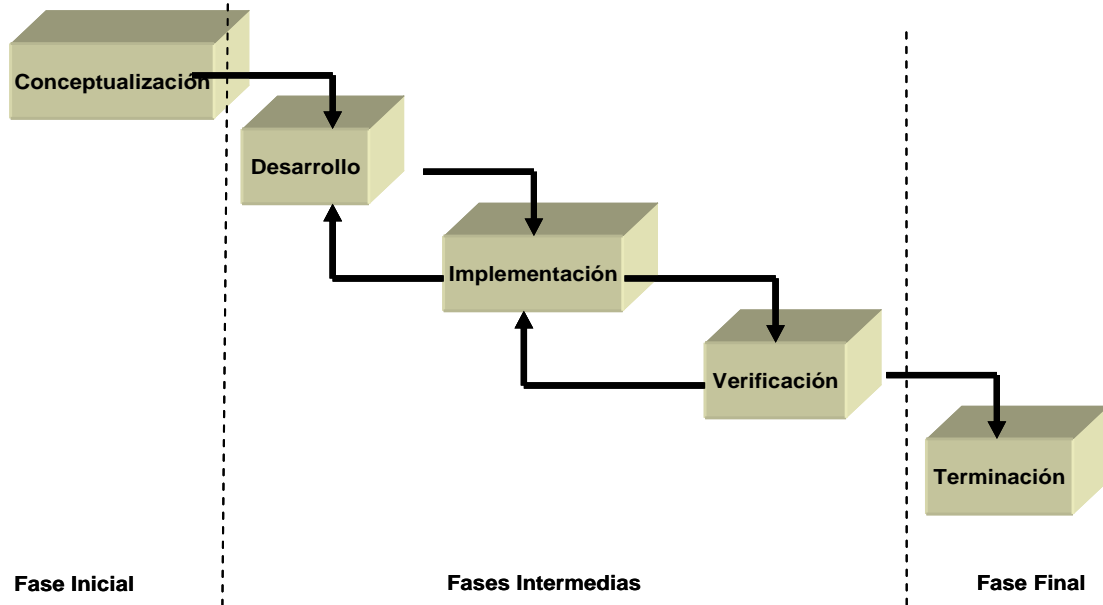 Conceptualización
Desarrollo
Implementación
Verificación
Terminación
Fase Inicial
Fases Intermedias
Fase Final